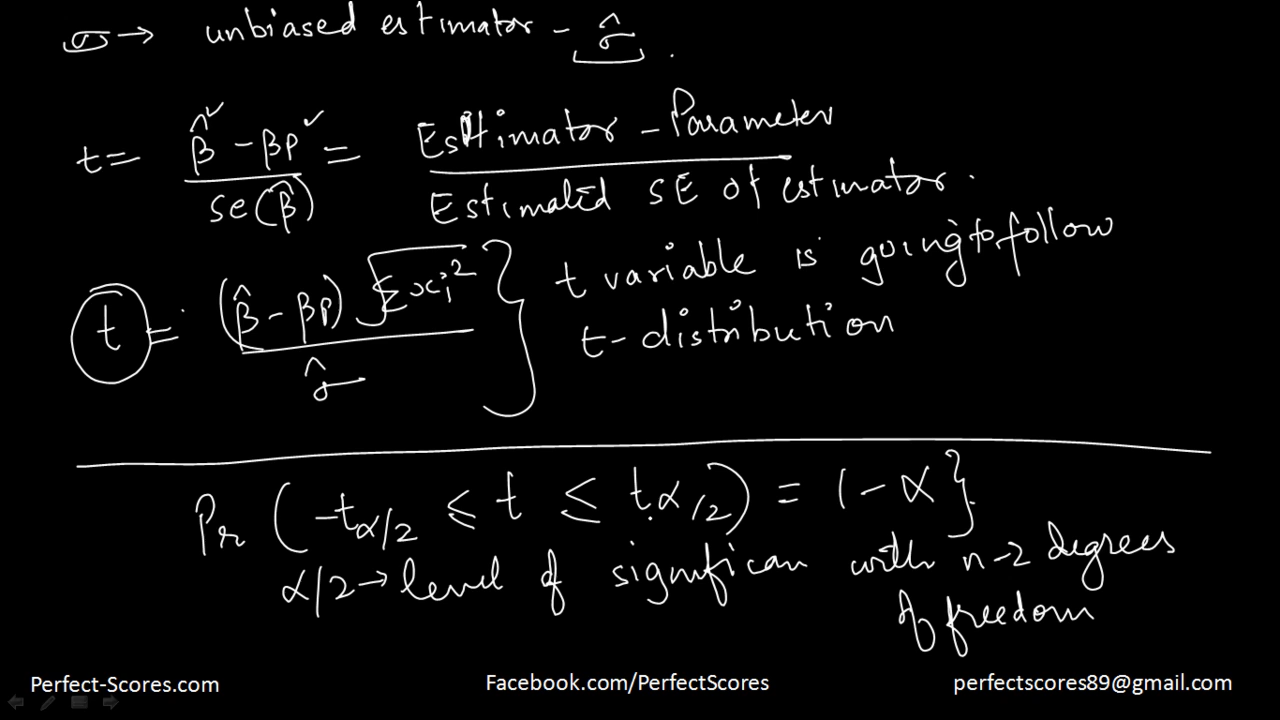 σ → unbiased estimator - σ̂ .
t = β̂ - βp / se(β̂) = Estimator - Parameter / Estimated SE of estimator.
t = (β̂ - βp) √Σxi² / σ̂ } t variable is going to follow
t-distribution
Pr ( -tα/2 ≤ t ≤ tα/2 ) = 1 - α }
α/2 → level of significan with n-2 degrees
of freedom
Perfect-Scores.com Facebook.com/PerfectScores perfectscores89@gmail.com